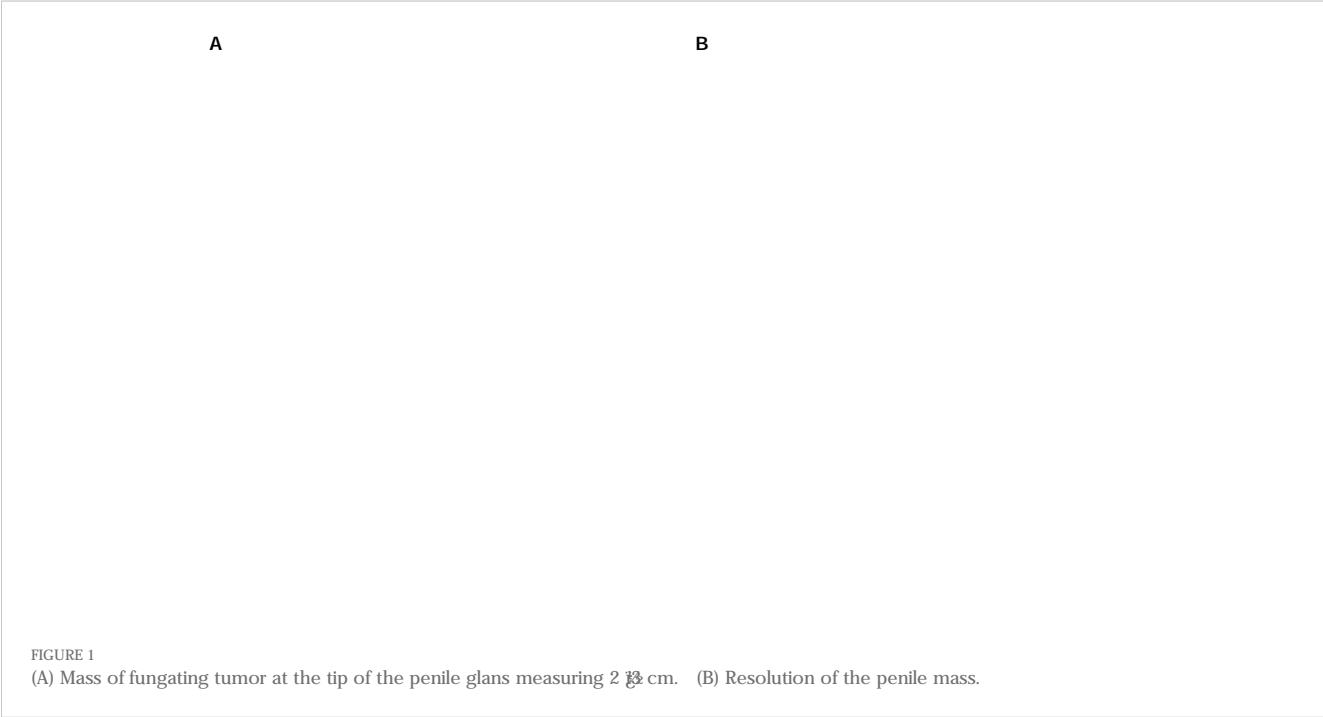 A B
FIGURE 1
(A) Mass of fungating tumor at the tip of the penile glans measuring 2 cm. (B) Resolution of the penile mass.